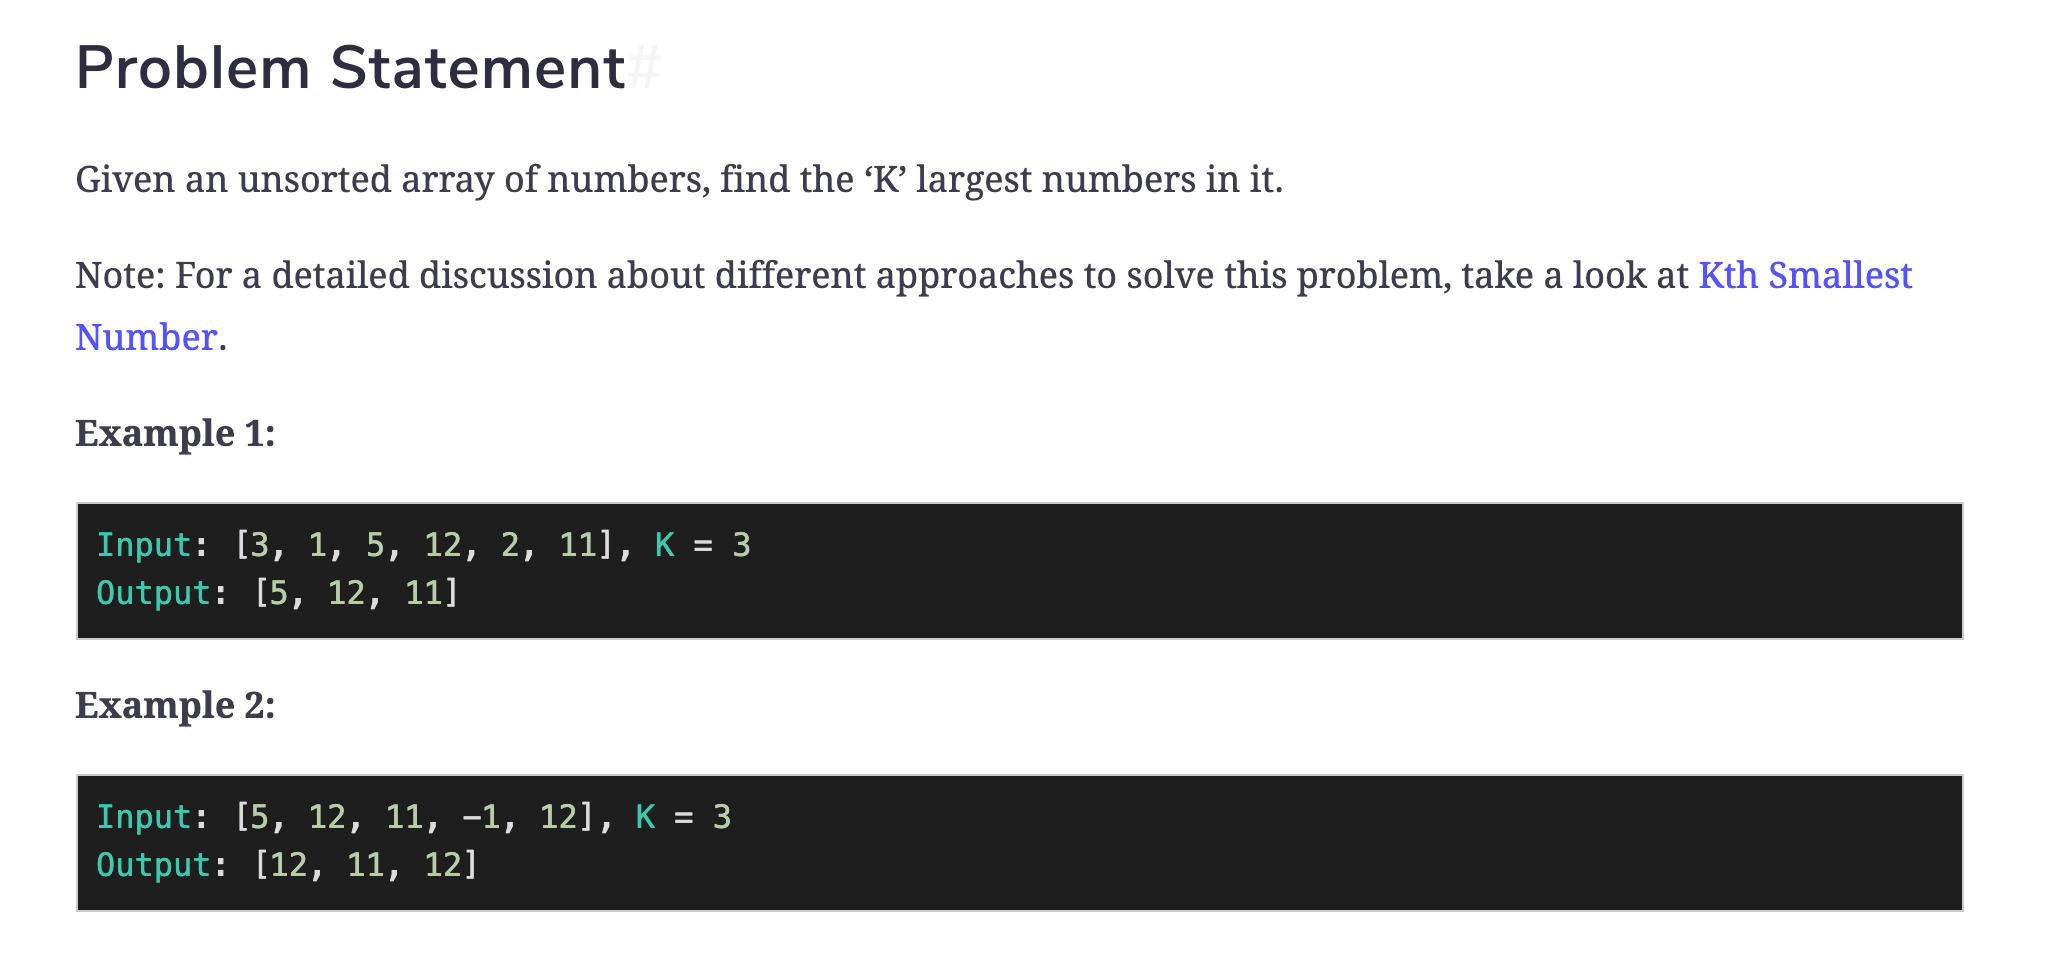 Problem Statement#
Given an unsorted array of numbers, find the ‘K’ largest numbers in it.
Note: For a detailed discussion about different approaches to solve this problem, take a look at Kth Smallest
Number.
Example 1:
Input: [3, 1, 5, 12, 2, 11], K = 3
Output: [5, 12, 11]
Example 2:
Input: [5, 12, 11, −1, 12], K = 3
Output: [12, 11, 12]